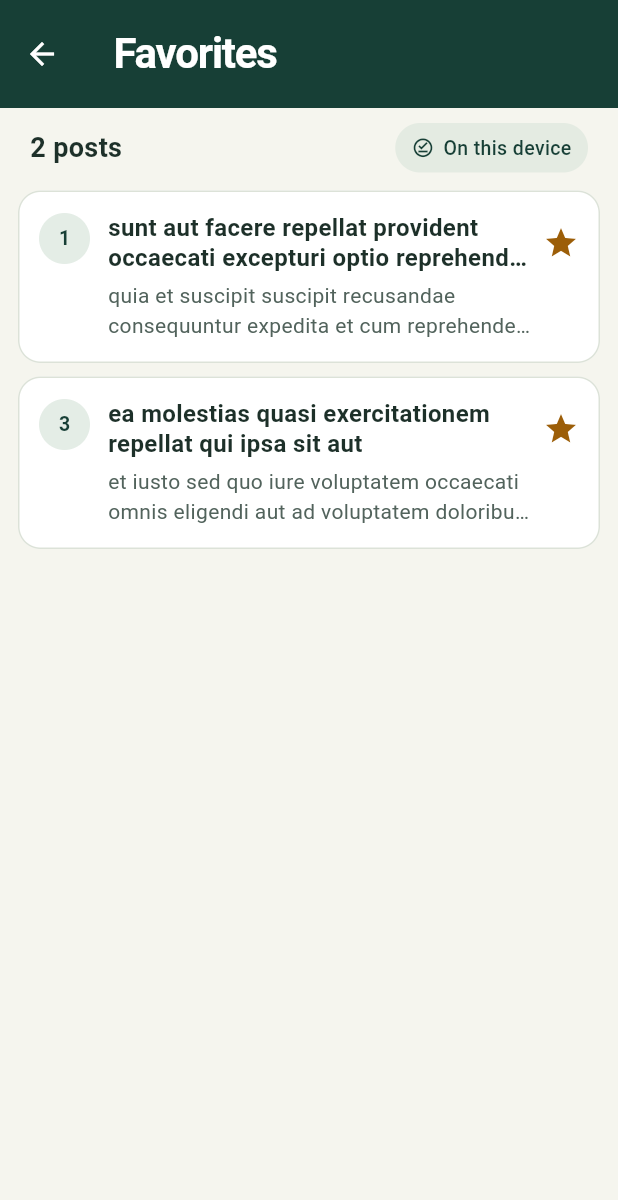 Favorites
2 posts
On this device
1
sunt aut facere repellat provident
occaecati excepturi optio reprehend…
quia et suscipit suscipit recusandae
consequuntur expedita et cum reprehende…
3
ea molestias quasi exercitationem
repellat qui ipsa sit aut
et iusto sed quo iure voluptatem occaecati
omnis eligendi aut ad voluptatem doloribu…